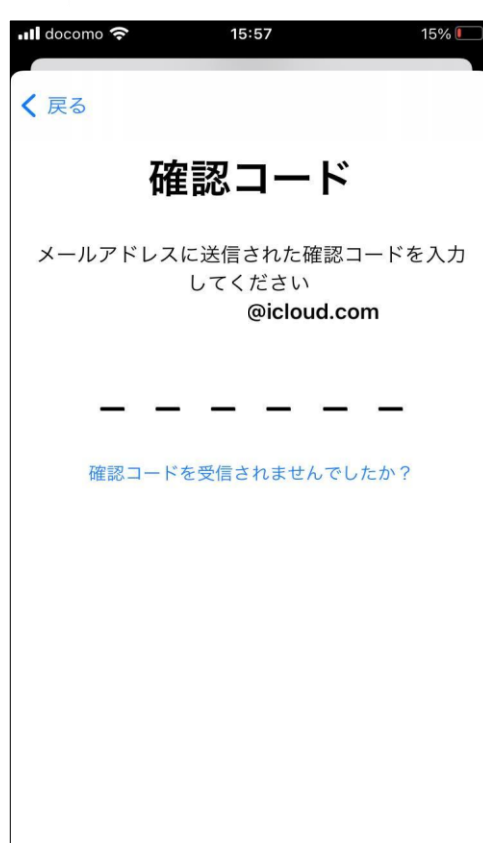 docomo 15:57 15%
戻る
確認コード
メールアドレスに送信された確認コードを入力
してください
@icloud.com
確認コードを受信されませんでしたか？